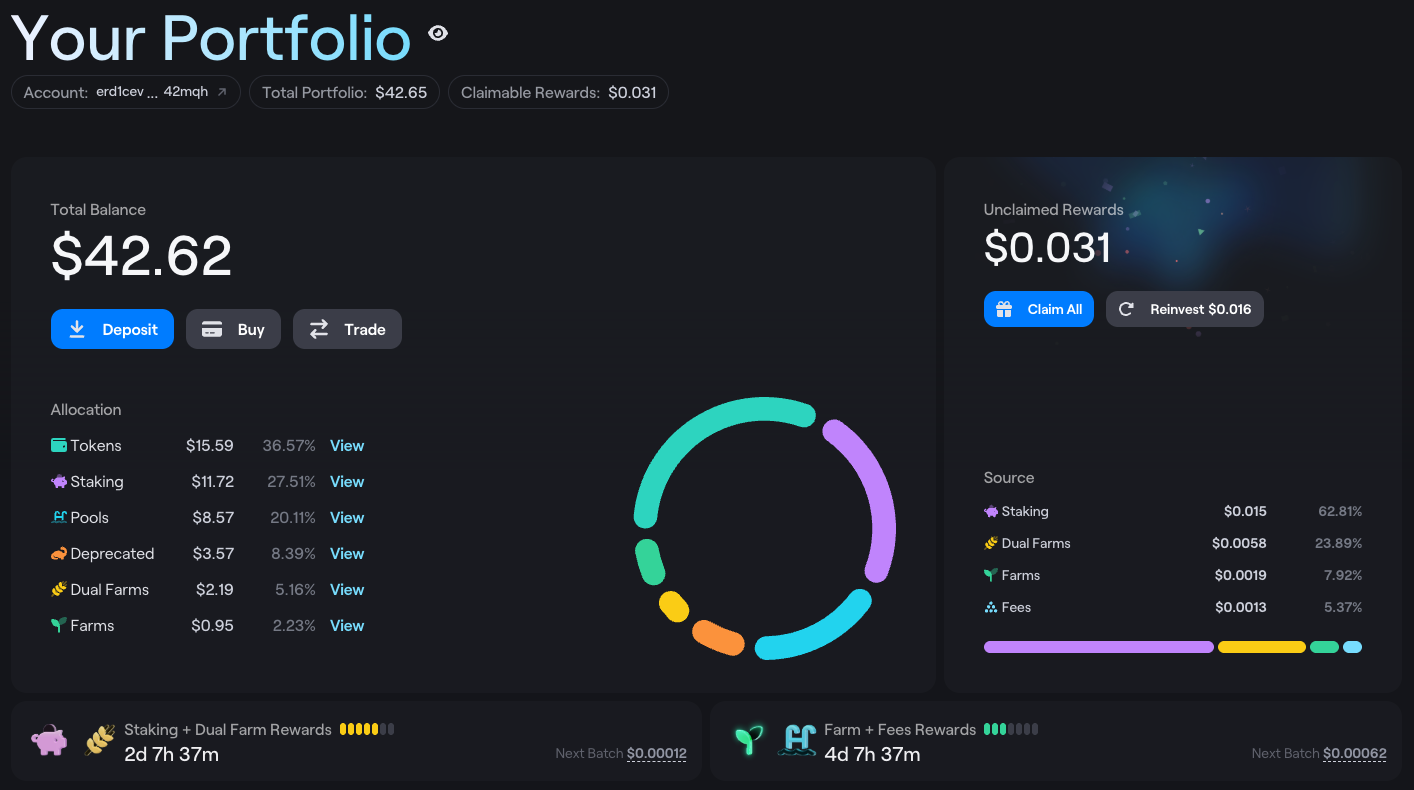 Your Portfolio
Account: erd1cev ... 42mqh Total Portfolio: $42.65 Claimable Rewards: $0.031
Total Balance
$42.62
Deposit Buy Trade
Allocation
Tokens $15.59 36.57% View
Staking $11.72 27.51% View
Pools $8.57 20.11% View
Deprecated $3.57 8.39% View
Dual Farms $2.19 5.16% View
Farms $0.95 2.23% View
Unclaimed Rewards
$0.031
Claim All Reinvest $0.016
Source
Staking $0.015 62.81%
Dual Farms $0.0058 23.89%
Farms $0.0019 7.92%
Fees $0.0013 5.37%
Staking + Dual Farm Rewards
2d 7h 37m Next Batch $0.00012
Farm + Fees Rewards
4d 7h 37m Next Batch $0.00062